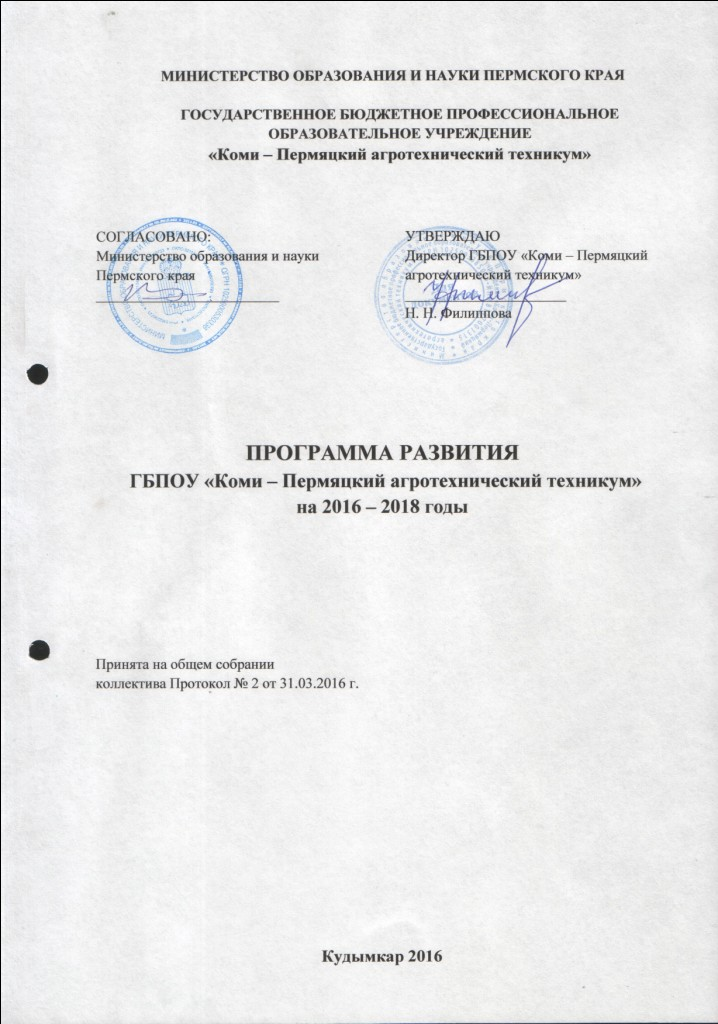 МИНИСТЕРСТВО ОБРАЗОВАНИЯ И НАУКИ ПЕРМСКОГО КРАЯ
ГОСУДАРСТВЕННОЕ БЮДЖЕТНОЕ ПРОФЕССИОНАЛЬНОЕ
ОБРАЗОВАТЕЛЬНОЕ УЧРЕЖДЕНИЕ
«Коми – Пермяцкий агротехнический техникум»
СОГЛАСОВАНО:
Министерство образования и науки
Пермского края
УТВЕРЖДАЮ
Директор ГБПОУ «Коми – Пермяцкий
агротехнический техникум»
Н. Н. Филиппова
ПРОГРАММА РАЗВИТИЯ
ГБПОУ «Коми – Пермяцкий агротехнический техникум»
на 2016 – 2018 годы
Принята на общем собрании
коллектива Протокол № 2 от 31.03.2016 г.
Кудымкар 2016